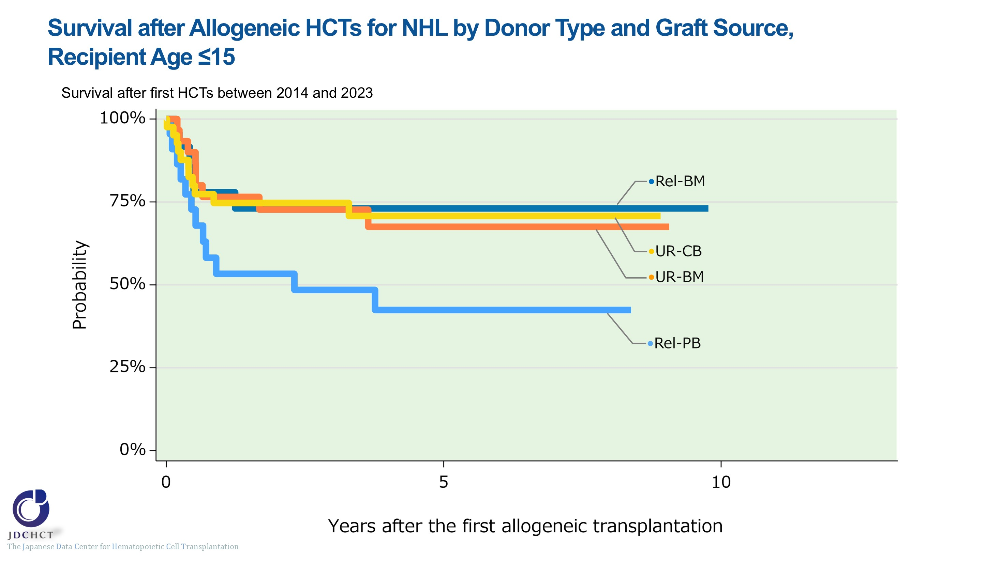 Survival after Allogeneic HCTs for NHL by Donor Type and Graft Source,
Recipient Age ≤15
Survival after first HCTs between 2014 and 2023
100%
75%
50%
25%
0%
Probability
Rel-BM
UR-CB
UR-BM
Rel-PB
0
5
10
Years after the first allogeneic transplantation
JDCHCT
The Japanese Data Center for Hematopoietic Cell Transplantation